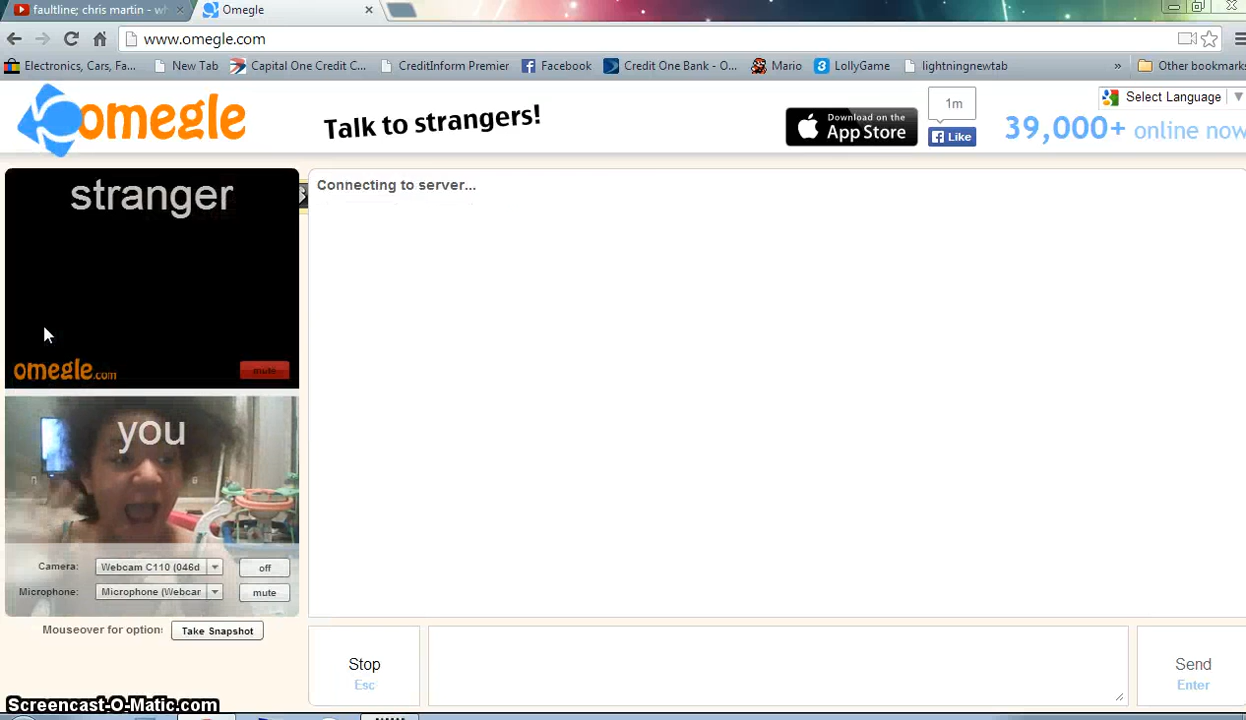 faultline; chris martin - wh
Omegle
www.omegle.com
Electronics, Cars, Fa...
New Tab
Capital One Credit C...
CreditInform Premier
Facebook
Credit One Bank - O...
Mario
LollyGame
lightningnewtab
»
Other bookmarks
omegle
Talk to strangers!
Download on the
App Store
1m
Like
Select Language
39,000+ online now
stranger
Connecting to server...
omegle.com
mute
you
Camera: Webcam C110 (046d off
Microphone: Microphone (Webcar mute
Mouseover for option: Take Snapshot
Stop
Esc
Send
Enter
Screencast-O-Matic.com